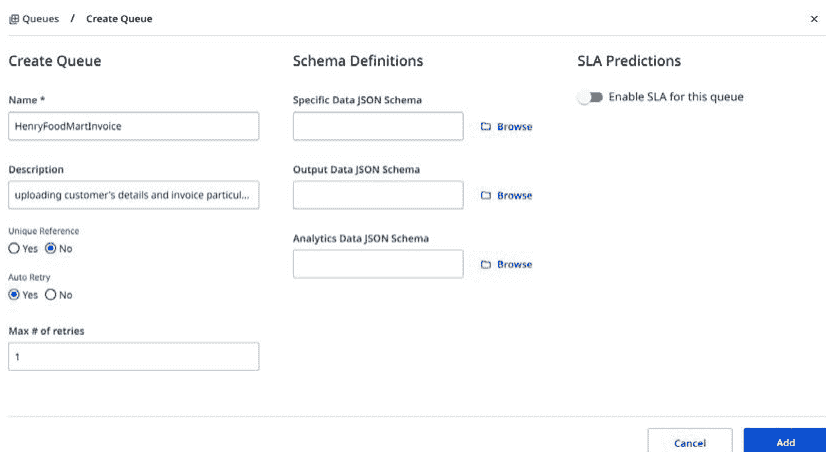 Queues / Create Queue
Create Queue
Name *
HenryFoodMartInvoice
Description
uploading customer's details and invoice particul...
Unique Reference
Yes No
Auto Retry
Yes No
Max # of retries
1
Schema Definitions
Specific Data JSON Schema
Browse
Output Data JSON Schema
Browse
Analytics Data JSON Schema
Browse
SLA Predictions
Enable SLA for this queue
Cancel Add